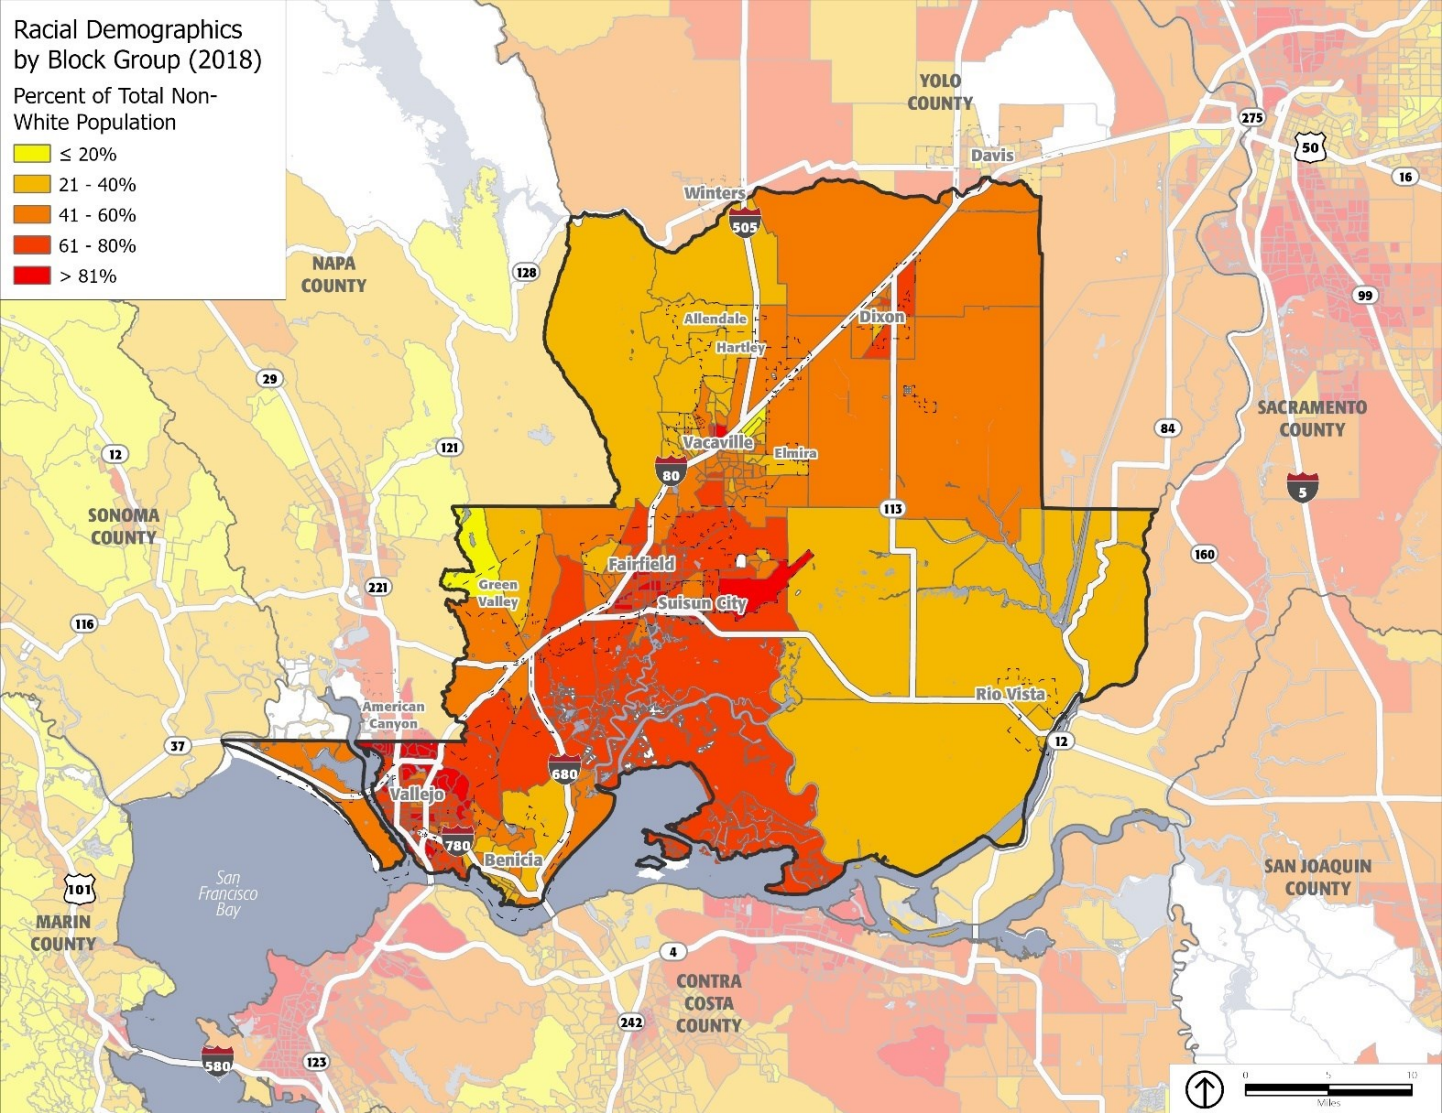 Racial Demographics
by Block Group (2018)
Percent of Total Non-
White Population
≤ 20%
21 - 40%
41 - 60%
61 - 80%
> 81%
YOLO
COUNTY
275
50
Davis
16
Winters
505
NAPA
COUNTY
128
99
Allendale
Dixon
Hartley
29
SACRAMENTO
COUNTY
84
121
12
Vacaville
Elmira
80
5
SONOMA
COUNTY
113
160
Fairfield
221
Green
Valley
Suisun City
116
Rio Vista
American
Canyon
37
12
680
Vallejo
780
Benicia
San
Francisco
Bay
101
SAN JOAQUIN
COUNTY
MARIN
COUNTY
4
CONTRA
COSTA
COUNTY
242
580
123
0
5
10
Miles